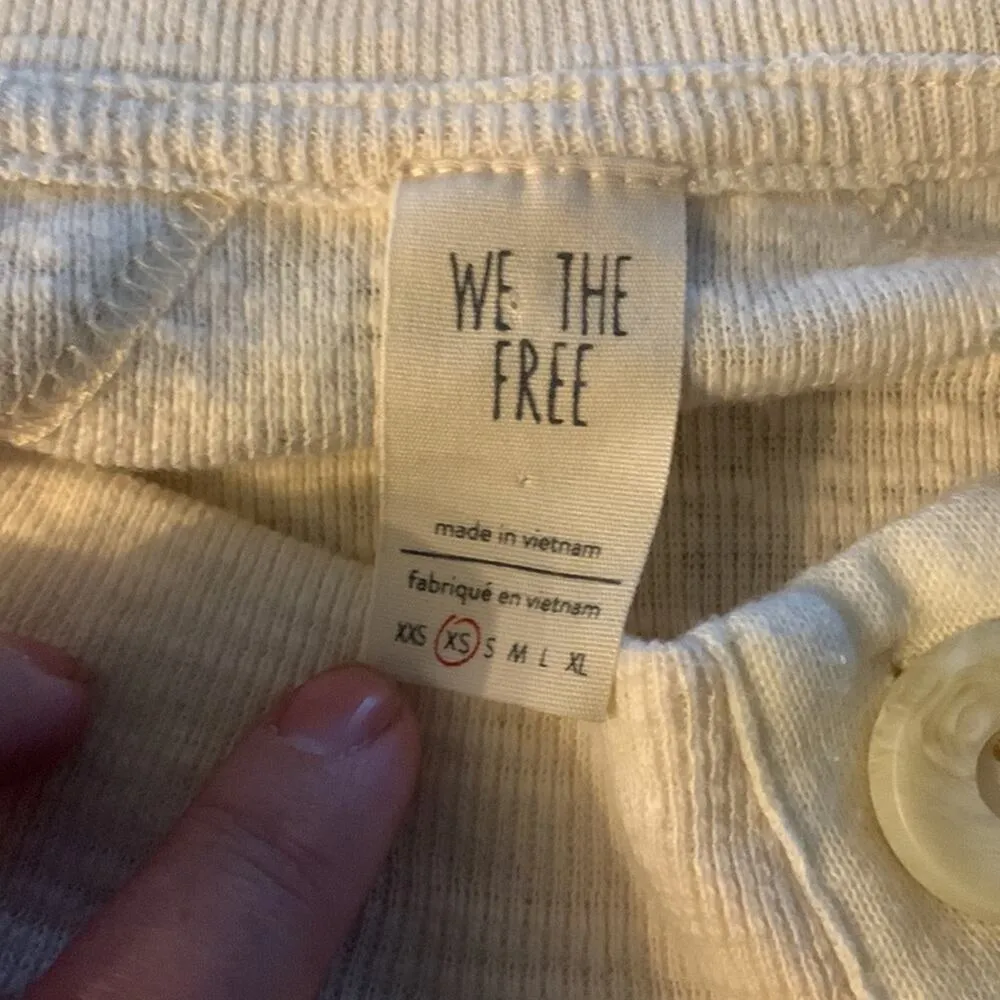 WE THE
FREE
made in vietnam
fabriqué en vietnam
XXS XS S M L XL